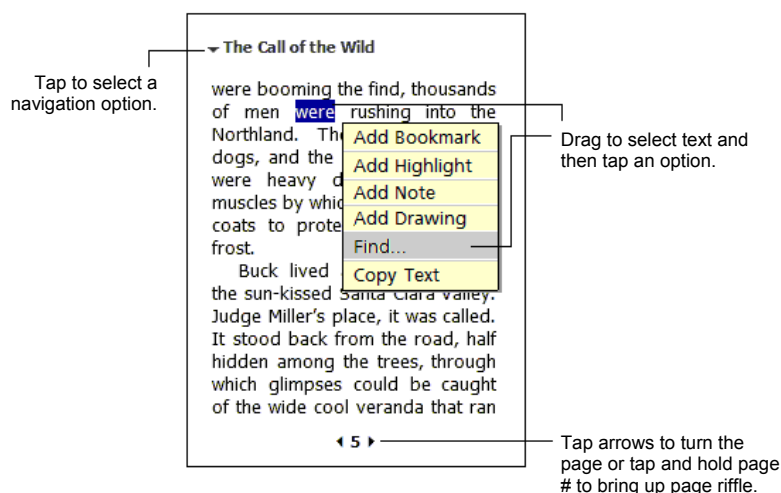 The Call of the Wild
Tap to select a
navigation option.
were booming the find, thousands
of men were rushing into the
Northland. The
dogs, and the
were heavy d
muscles by whic
coats to prote
frost.
Buck lived
the sun-kissed Santa Clara Valley.
Judge Miller's place, it was called.
It stood back from the road, half
hidden among the trees, through
which glimpses could be caught
of the wide cool veranda that ran
Add Bookmark
Add Highlight
Add Note
Add Drawing
Find...
Copy Text
Drag to select text and
then tap an option.
5
Tap arrows to turn the
page or tap and hold page
# to bring up page riffle.